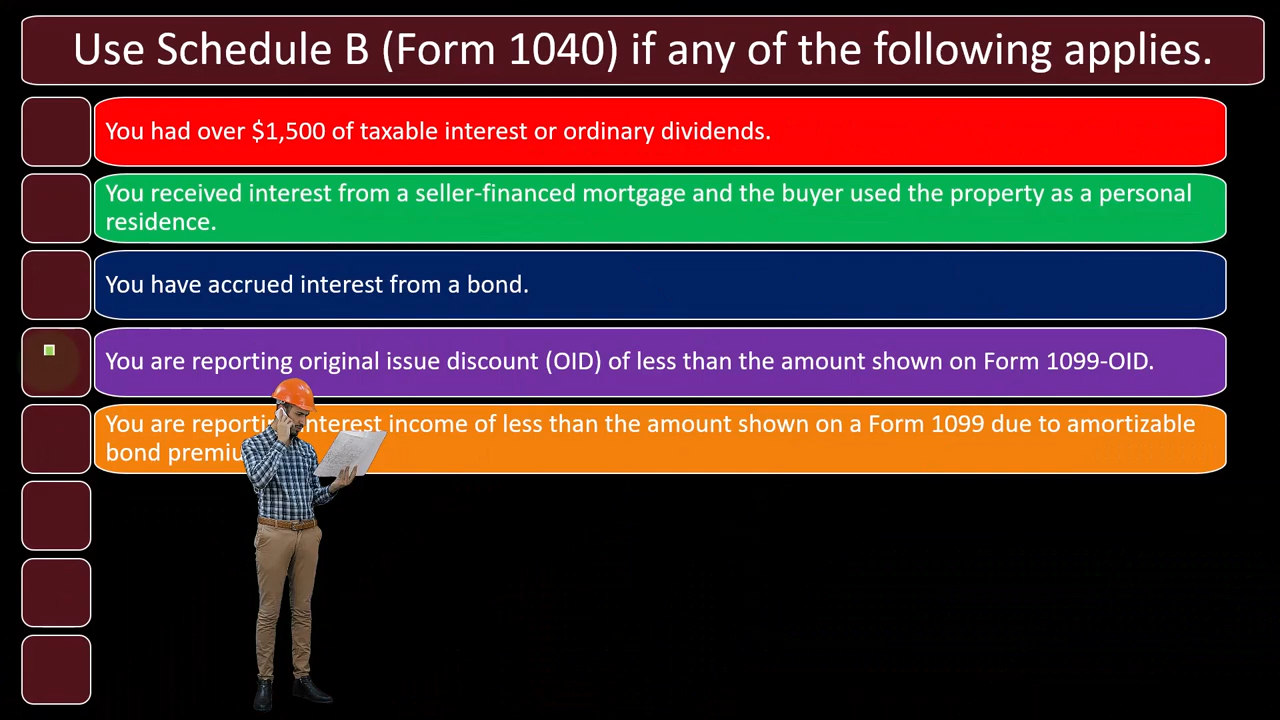 Use Schedule B (Form 1040) if any of the following applies.
You had over $1,500 of taxable interest or ordinary dividends.
You received interest from a seller-financed mortgage and the buyer used the property as a personal
residence.
You have accrued interest from a bond.
You are reporting original issue discount (OID) of less than the amount shown on Form 1099-OID.
You are interest income of less than the amount shown on a Form 1099 due to amortizable
bond